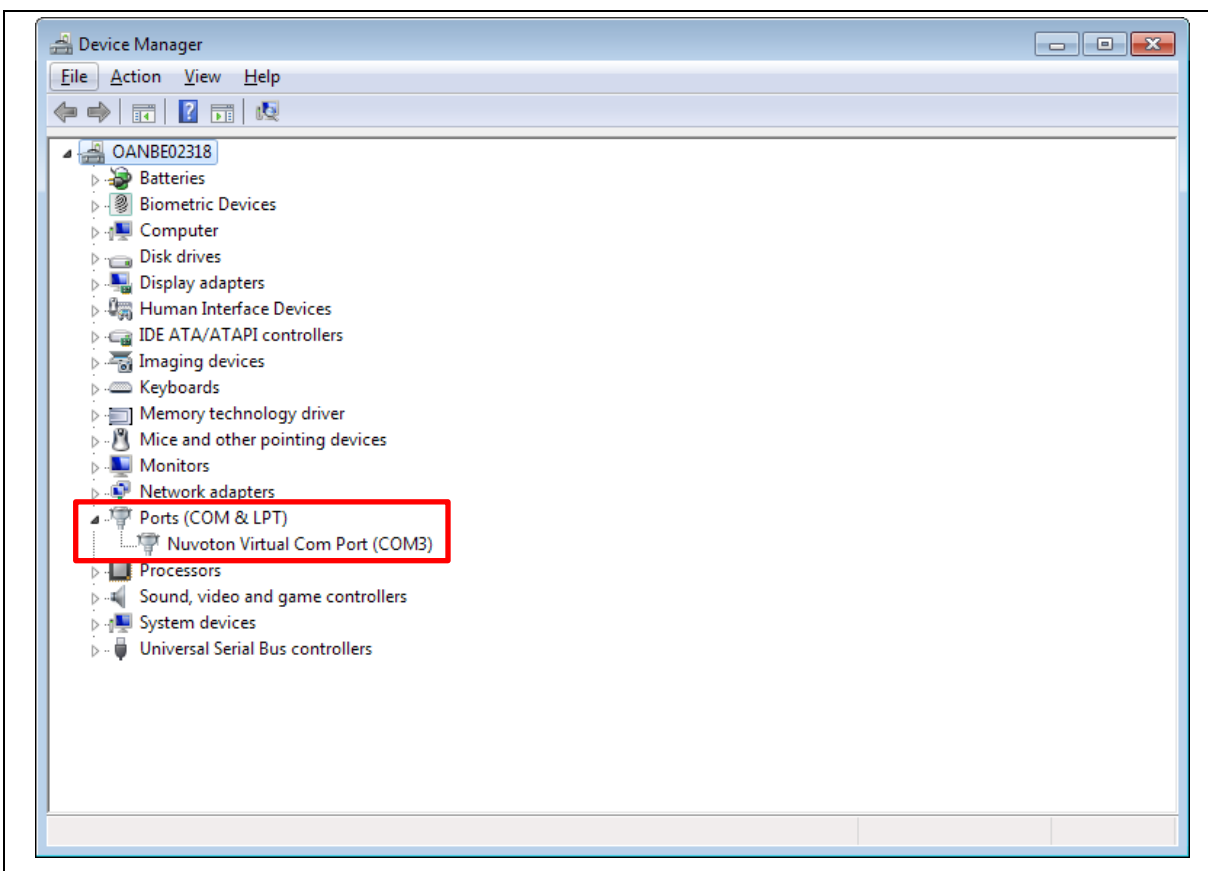 Device Manager
File Action View Help
?
OANBE02318
Batteries
Biometric Devices
Computer
Disk drives
Display adapters
Human Interface Devices
IDE ATA/ATAPI controllers
Imaging devices
Keyboards
Memory technology driver
Mice and other pointing devices
Monitors
Network adapters
Ports (COM & LPT)
Nuvoton Virtual Com Port (COM3)
Processors
Sound, video and game controllers
System devices
Universal Serial Bus controllers